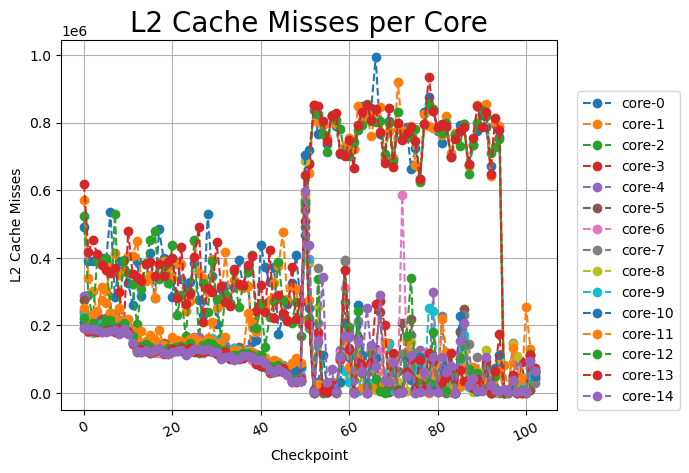 L2 Cache Misses per Core
1e6
1.0
0.8
0.6
0.4
0.2
0.0
L2 Cache Misses
0
20
40
60
80
100
Checkpoint
core-0
core-1
core-2
core-3
core-4
core-5
core-6
core-7
core-8
core-9
core-10
core-11
core-12
core-13
core-14